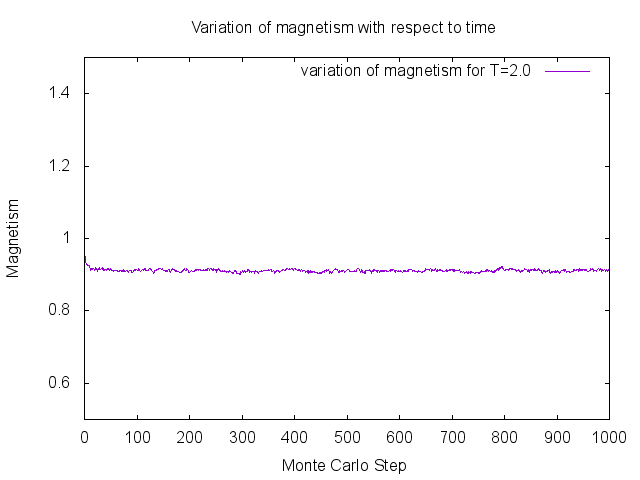 Variation of magnetism with respect to time
variation of magnetism for T=2.0
1.4
1.2
1
0.8
0.6
Magnetism
0 100 200 300 400 500 600 700 800 900 1000
Monte Carlo Step